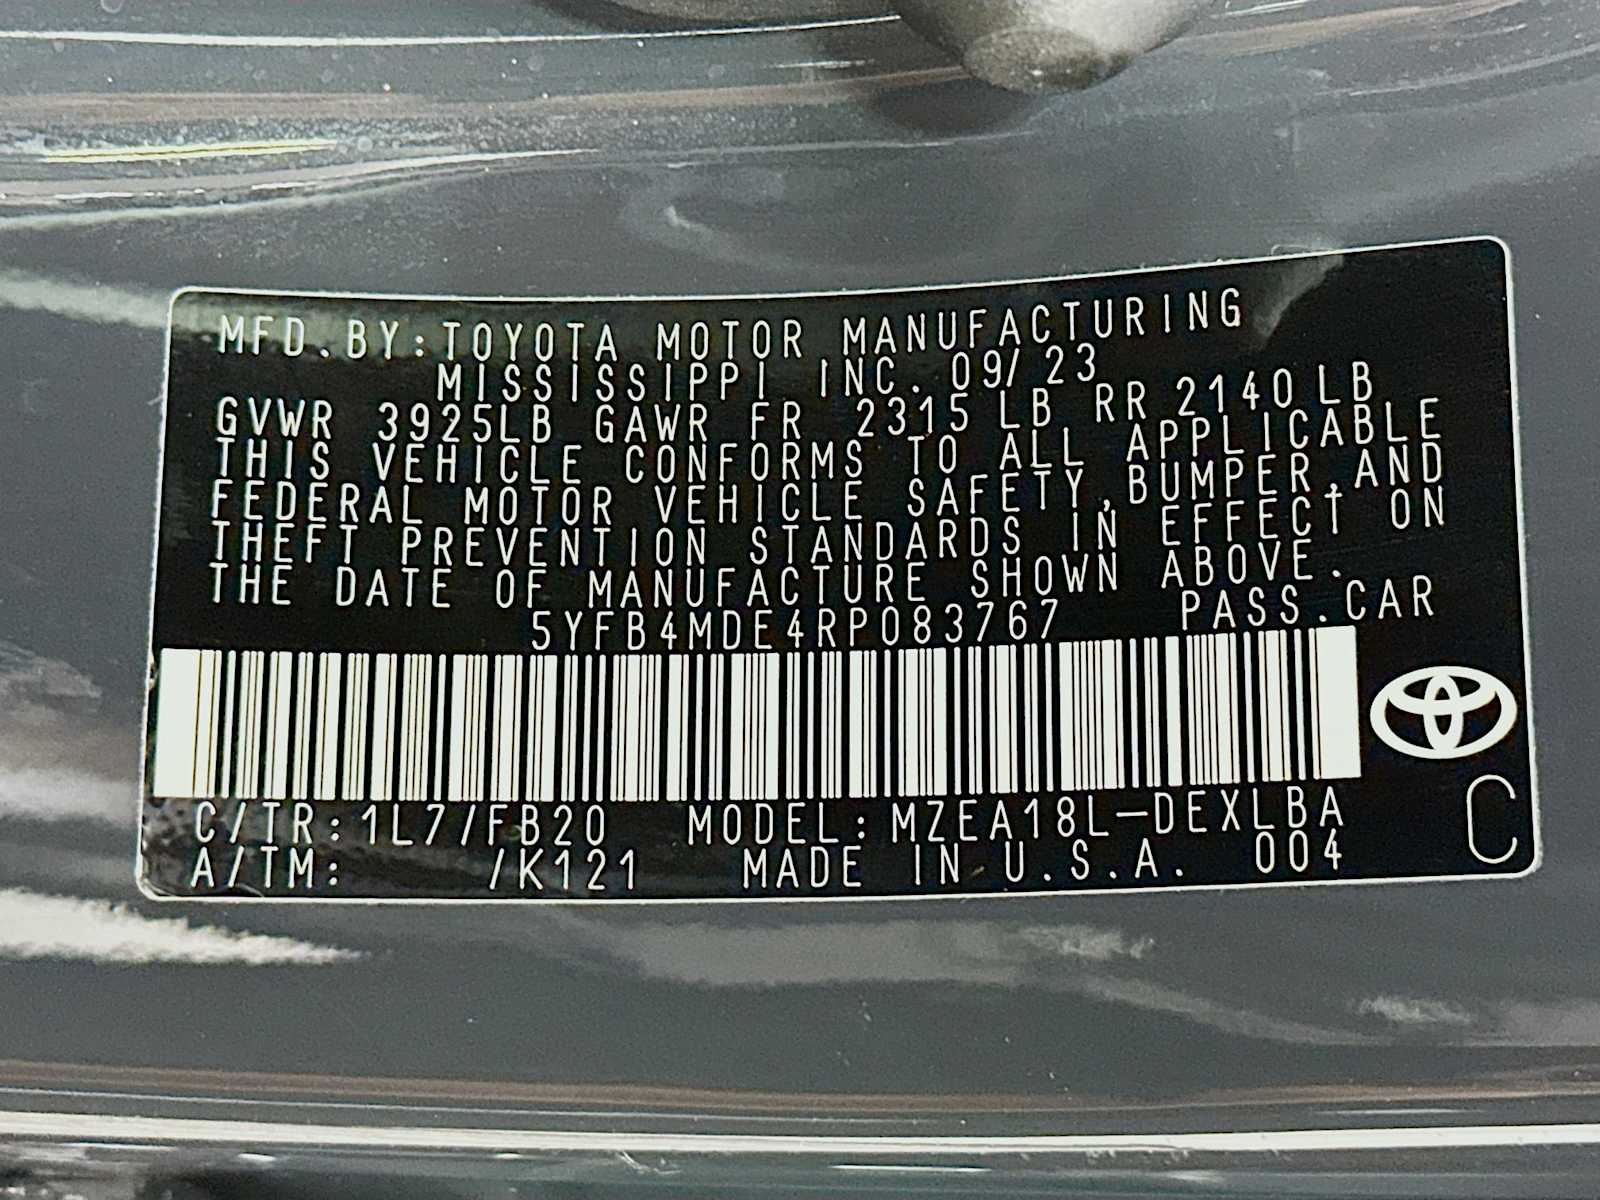 MFD.BY:TOYOTA MOTOR MANUFACTURING
MISSISSIPPI INC. 09/23
GVWR 3925LB GAWR FR 2315LB RR 2140LB
THIS VEHICLE CONFORMS TO ALL APPLICABLE
FEDERAL MOTOR VEHICLE SAFETY,BUMPER,AND
THEFT PREVENTION STANDARDS IN EFFECT ON
THE DATE OF MANUFACTURE SHOWN ABOVE.
5YFB4MDE4RP083767 PASS.CAR
C/TR:1L7/FB20 MODEL:MZEA18L-DEXLBA
A/TM: /K121 MADE IN U.S.A. 004
C